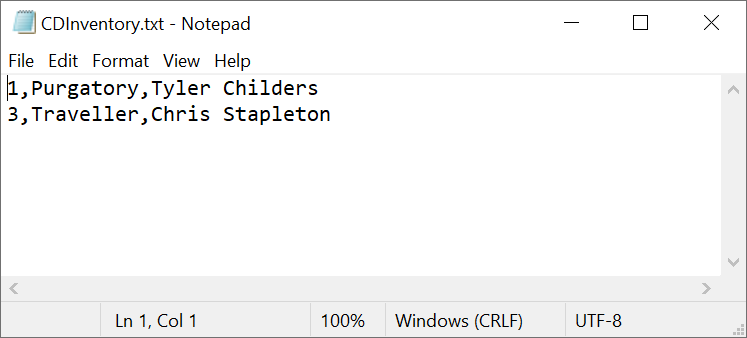 CDInventory.txt - Notepad
File Edit Format View Help
1,Purgatory,Tyler Childers
3,Traveller,Chris Stapleton
Ln 1, Col 1 100% Windows (CRLF) UTF-8